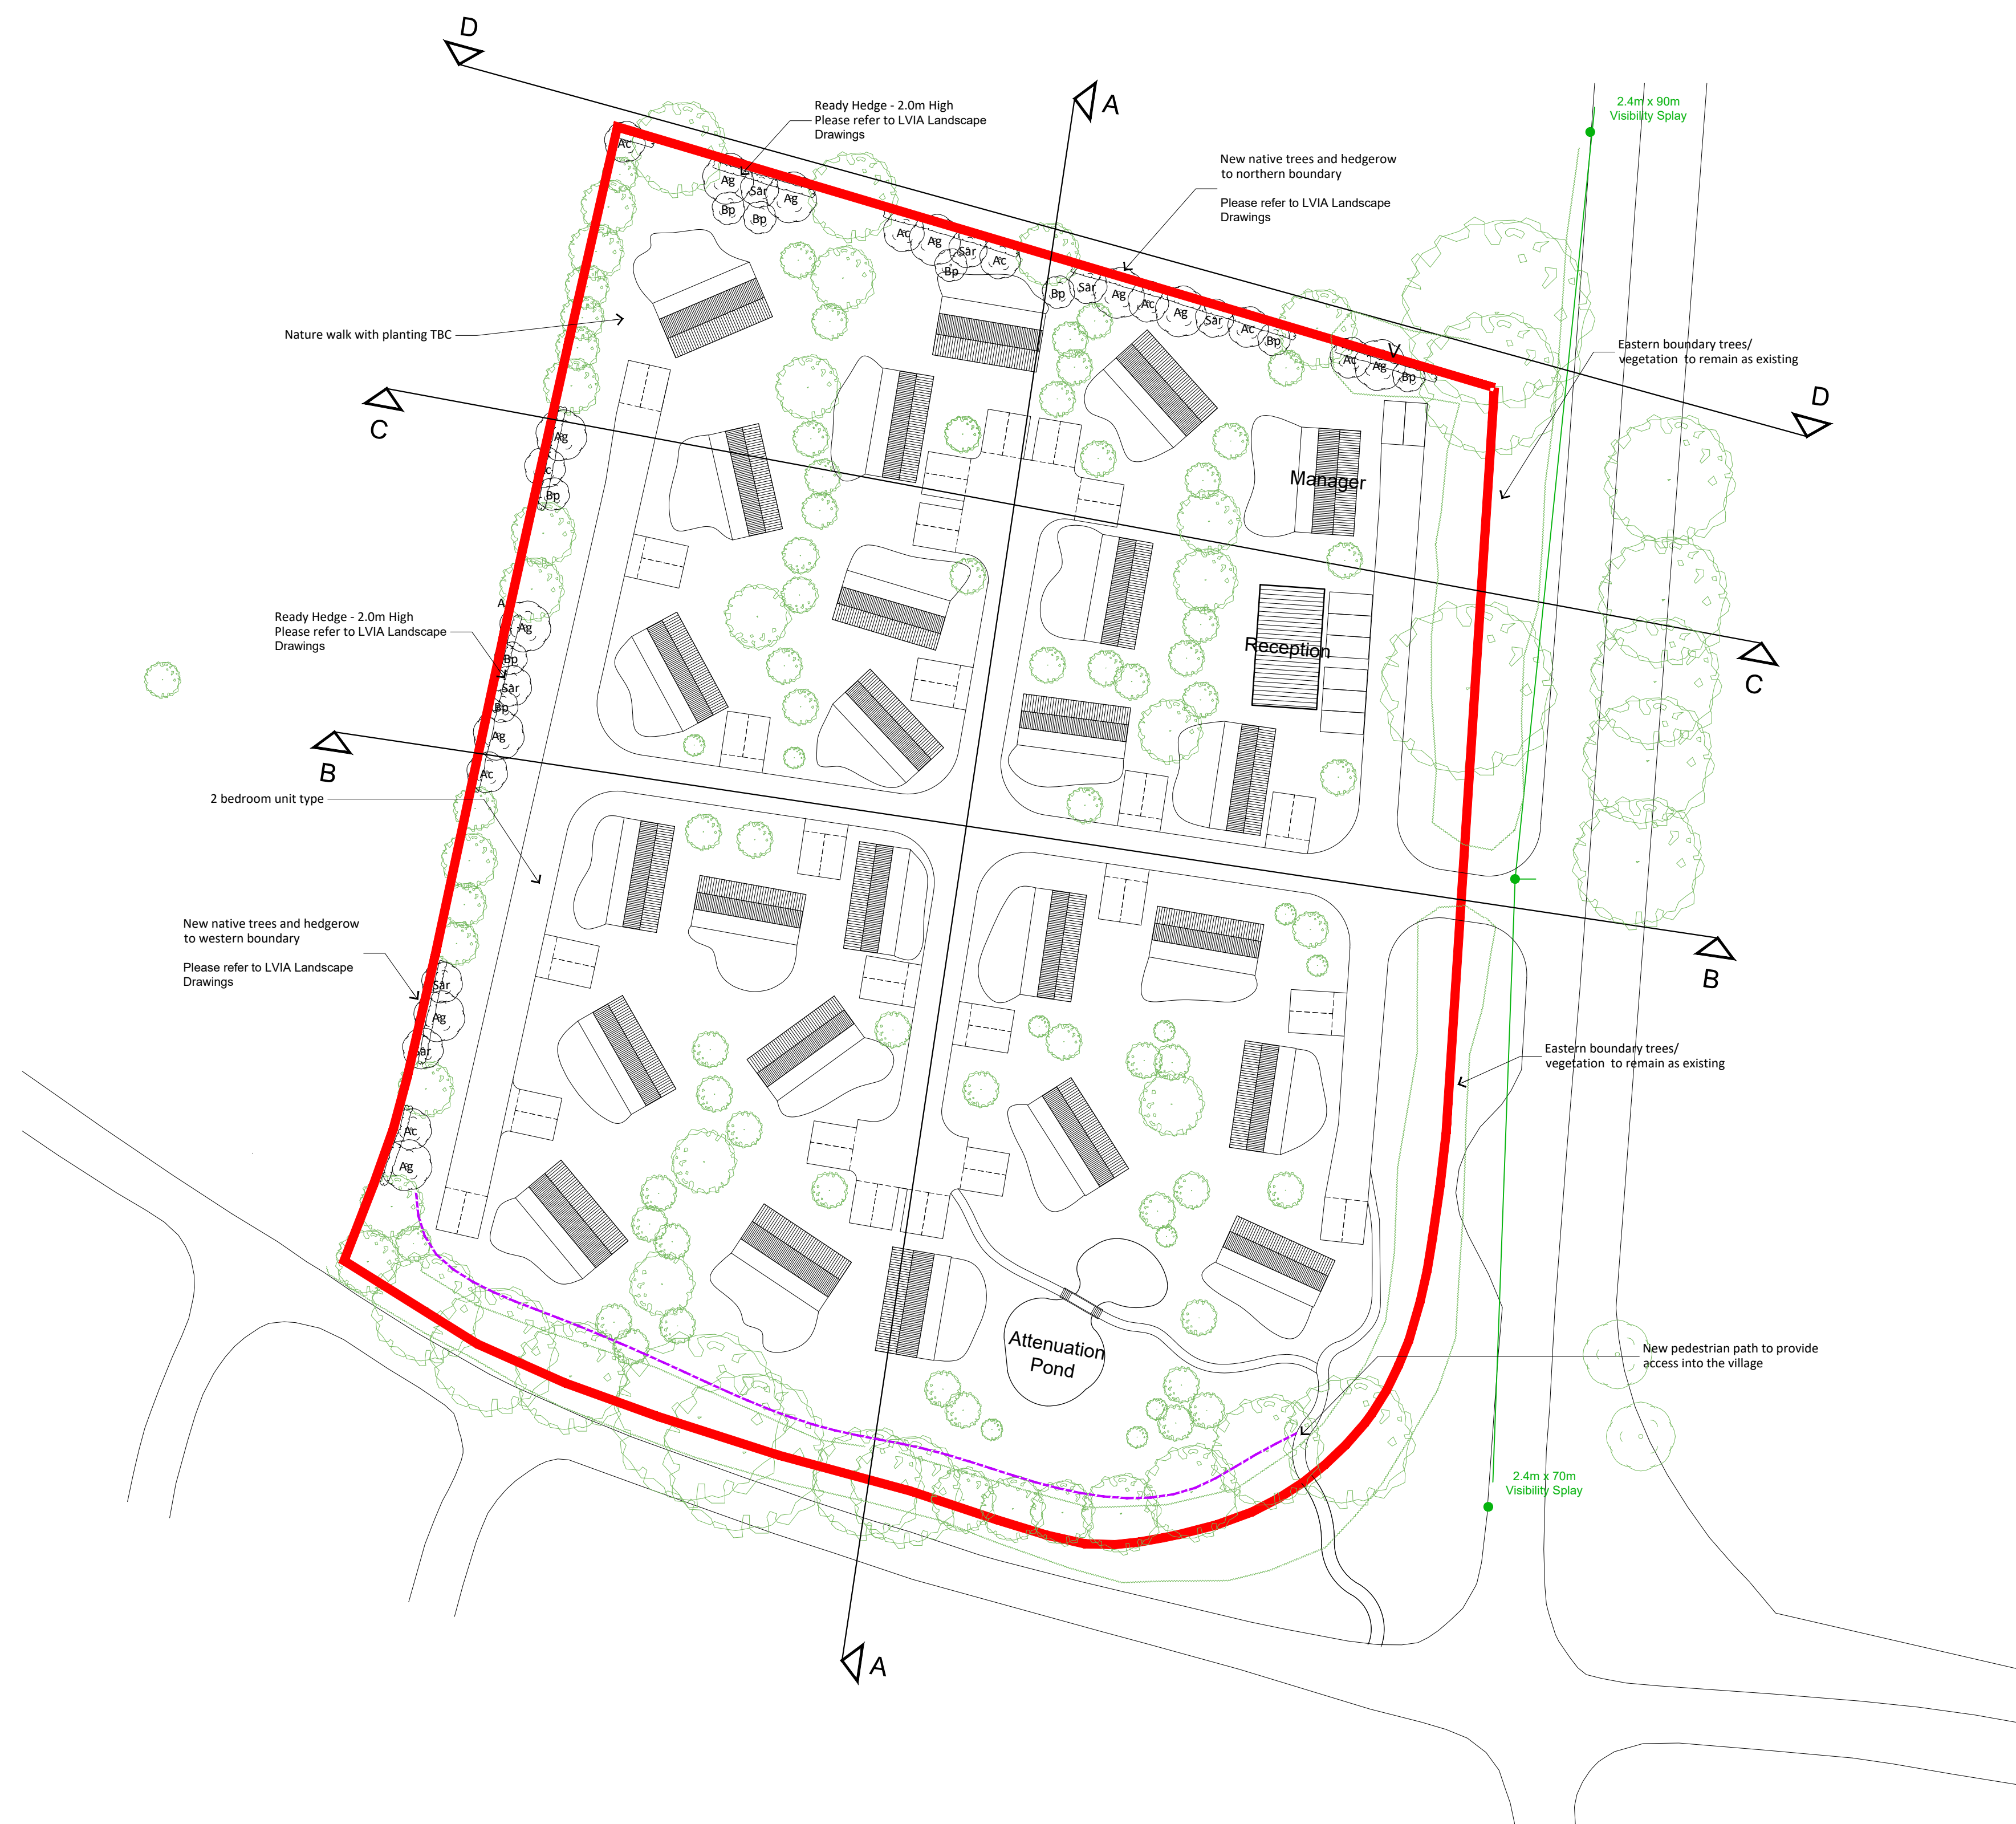 D
A
2.4m x 90m
Visibility Splay
Ready Hedge - 2.0m High
Please refer to LVIA Landscape
Drawings
Ac
Ag
Sar
Ag
Bp
Bp
New native trees and hedgerow
to northern boundary
Please refer to LVIA Landscape
Drawings
Ac
Ag
Sar
Ac
Bp
Bp
Sar
Ag
Ac
Ag
Sar
Ac
Bp
V
Ac
Ag
Bp
Nature walk with planting TBC
Eastern boundary trees/
vegetation to remain as existing
D
C
Ag
Bp
Manager
Ready Hedge - 2.0m High
Please refer to LVIA Landscape
Drawings
A
Ag
Bp
Sar
Bp
Ag
Ac
Reception
C
B
2 bedroom unit type
New native trees and hedgerow
to western boundary
Please refer to LVIA Landscape
Drawings
Sar
Ag
Sar
B
Eastern boundary trees/
vegetation to remain as existing
Ac
Ag
Attenuation
Pond
New pedestrian path to provide
access into the village
2.4m x 70m
Visibility Splay
A